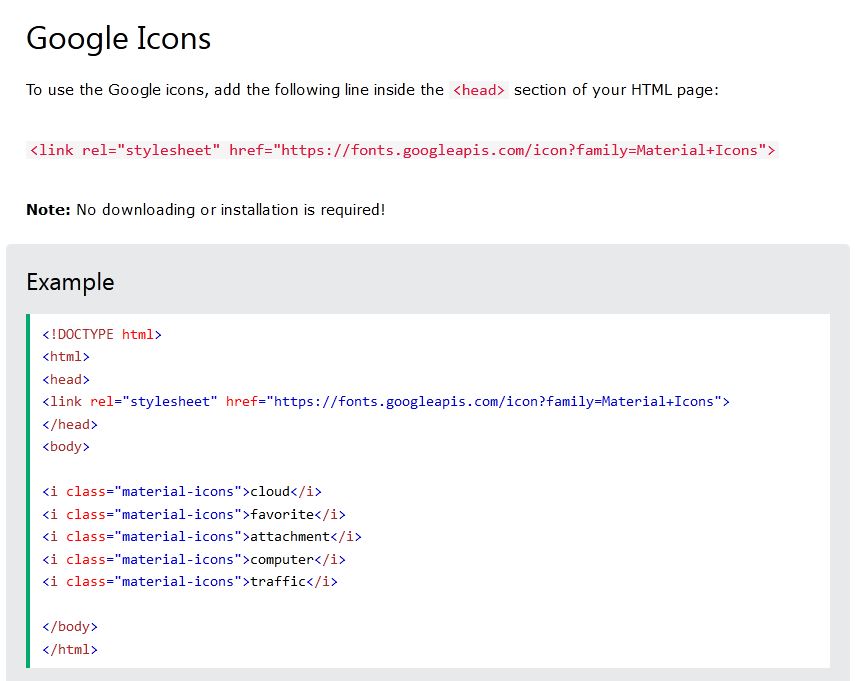 Google Icons
To use the Google icons, add the following line inside the <head> section of your HTML page:
<link rel="stylesheet" href="https://fonts.googleapis.com/icon?family=Material+Icons">
Note: No downloading or installation is required!
Example
<!DOCTYPE html>
<html>
<head>
<link rel="stylesheet" href="https://fonts.googleapis.com/icon?family=Material+Icons">
</head>
<body>
<i class="material-icons">cloud</i>
<i class="material-icons">favorite</i>
<i class="material-icons">attachment</i>
<i class="material-icons">computer</i>
<i class="material-icons">traffic</i>
</body>
</html>